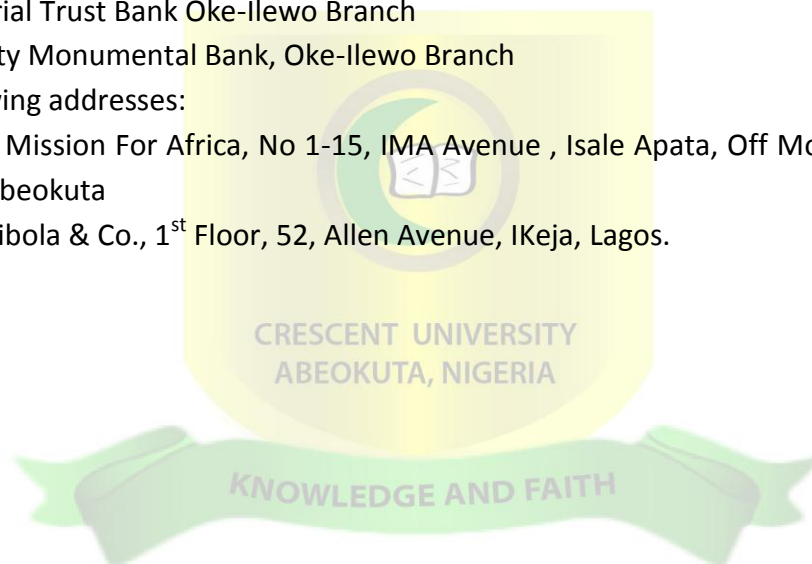 rial Trust Bank Oke-Ilewo Branch
ty Monumental Bank, Oke-Ilewo Branch
ing addresses:
Mission For Africa, No 1-15, IMA Avenue , Isale Apata, Off Mo
beokuta
ibola & Co., 1st Floor, 52, Allen Avenue, IKeja, Lagos.
CRESCENT UNIVERSITY
ABEOKUTA, NIGERIA
KNOWLEDGE AND FAITH